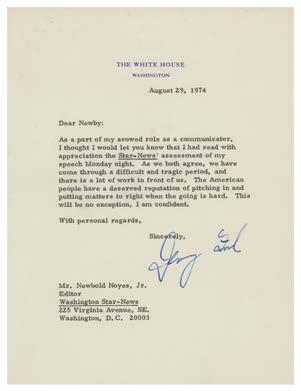 THE WHITE HOUSE
WASHINGTON
August 29, 1974
Dear Newby:
As a part of my avowed role as a communicator,
I thought I would let you know that I had read with
appreciation the Star-News' assessment of my
speech Monday night. As we both agree, we have
come through a difficult and tragic period, and
there is a lot of work in front of us. The American
people have a deserved reputation of pitching in and
putting matters to right when the going is hard. This
will be no exception, I am confident.
With personal regards,
Sincerely,
Jerry Ford
Mr. Newbold Noyes, Jr.
Editor
Washington Star-News
225 Virginia Avenue, SE.
Washington, D. C. 20003